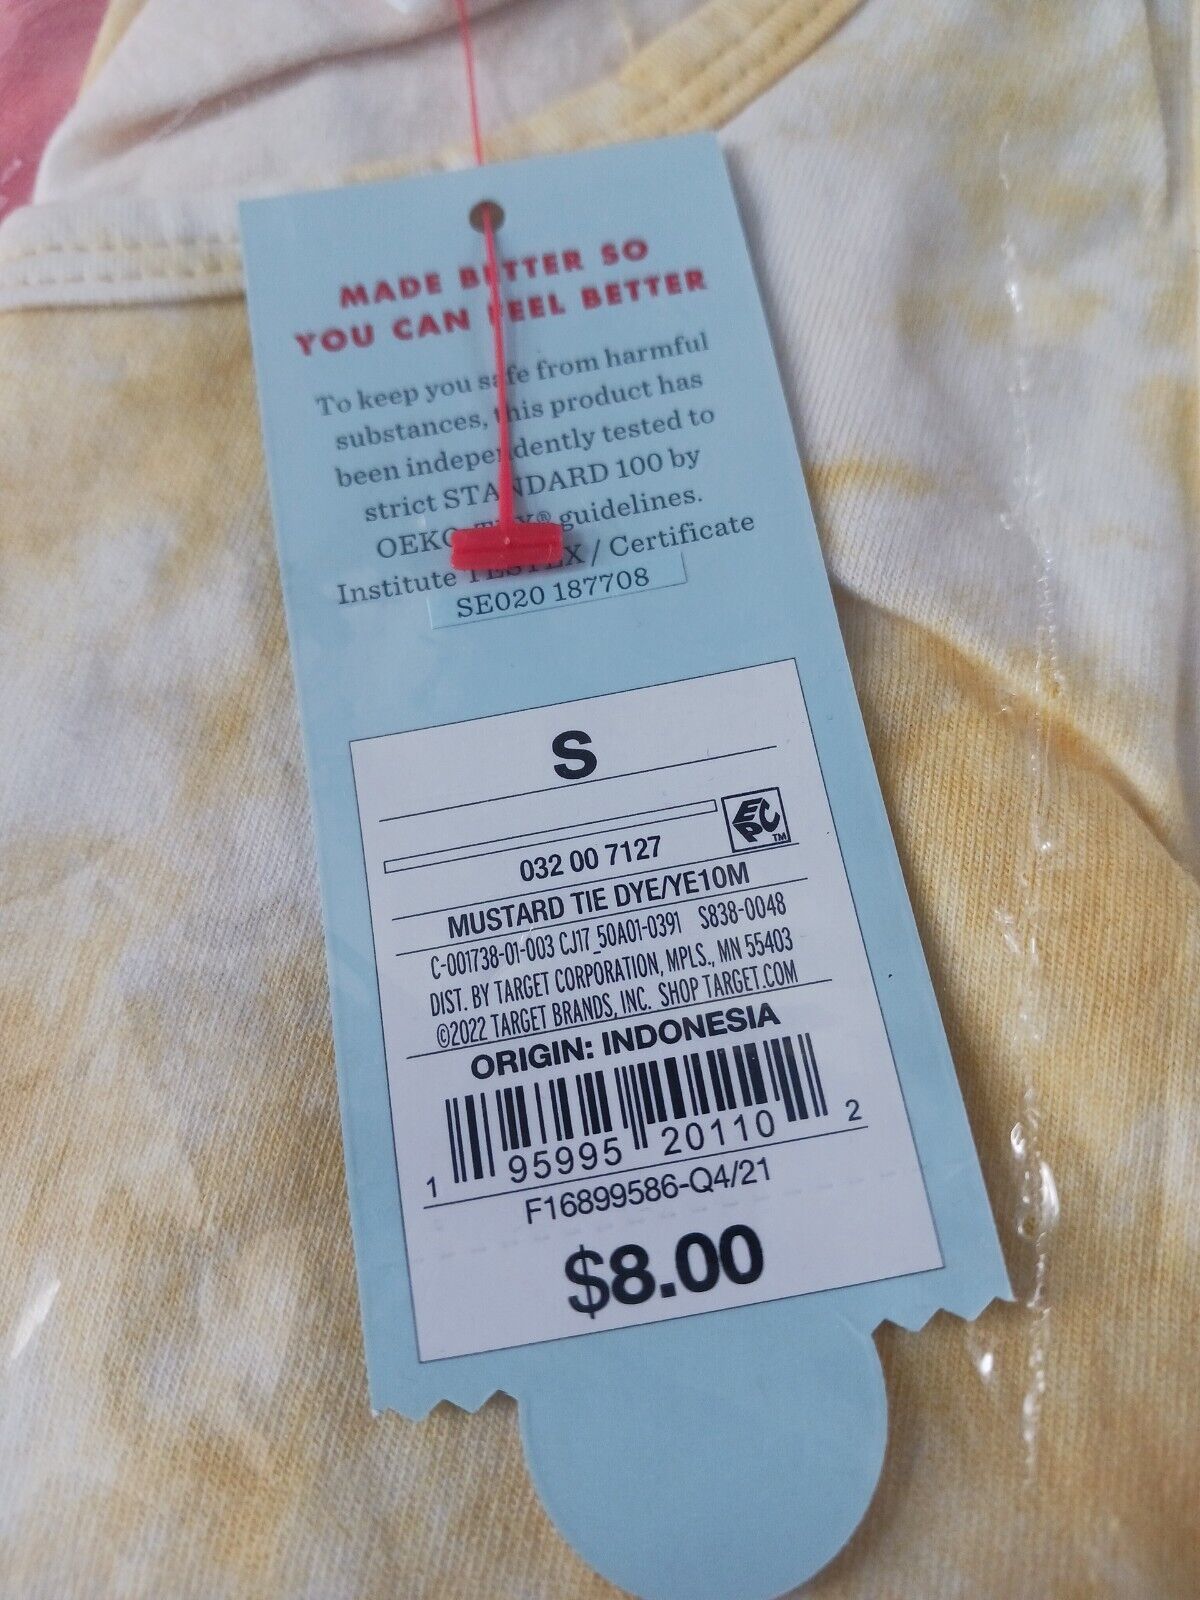 MADE BETTER SO
YOU CAN FEEL BETTER
To keep you safe from harmful
substances, this product has
been independently tested to
strict STANDARD 100 by
OEKO-TEX® guidelines.
Institute TESTEX / Certificate
SE020 187708
S
EPC TM
032 00 7127
MUSTARD TIE DYE/YE10M
C-001738-01-003 CJ17_50A01-0391 S838-0048
DIST. BY TARGET CORPORATION, MPLS., MN 55403
©2022 TARGET BRANDS, INC. SHOP TARGET.COM
ORIGIN: INDONESIA
1 95995 20110 2
F16899586-Q4/21
$8.00